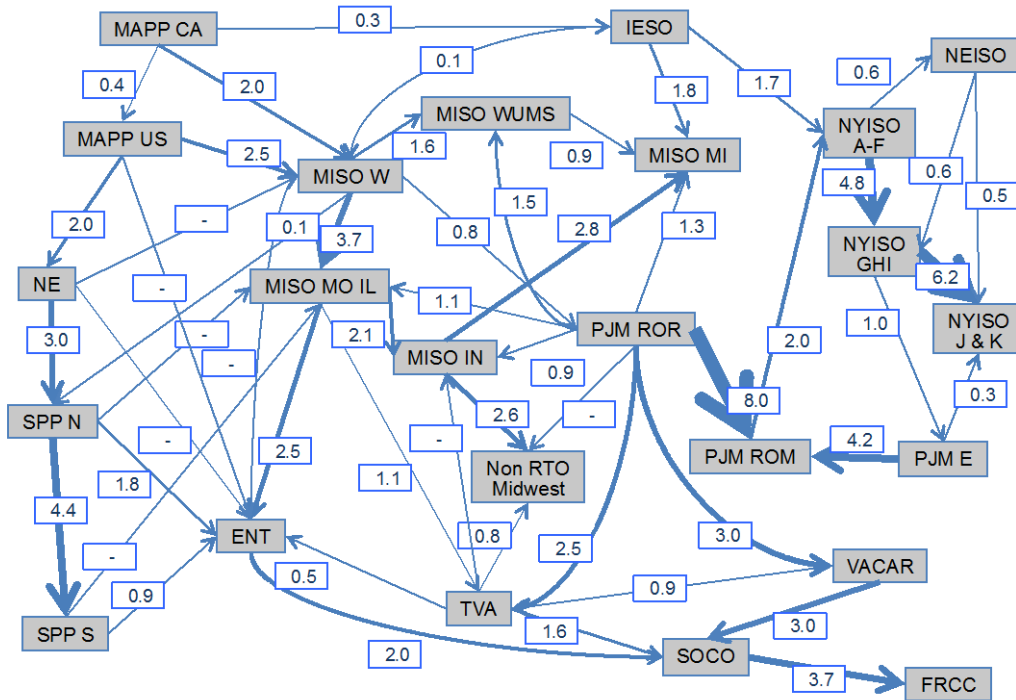 MAPP CA
0.3
IESO
0.1
0.4
2.0
1.8
1.7
0.6
NEISO
MAPP US
MISO WUMS
NYISO
A-F
2.5
1.6
0.9
MISO MI
MISO W
4.8
0.6
0.5
2.0
-
0.1
3.7
0.8
1.5
2.8
1.3
NYISO
GHI
6.2
NE
-
MISO MO IL
1.1
3.0
-
2.1
MISO IN
PJM ROR
2.0
1.0
NYISO
J & K
-
0.9
0.3
SPP N
2.6
-
8.0
-
-
4.2
1.8
2.5
1.1
Non RTO
Midwest
PJM ROM
PJM E
4.4
ENT
0.8
2.5
3.0
-
0.5
VACAR
0.9
TVA
0.9
SPP S
1.6
3.0
2.0
SOCO
3.7
FRCC